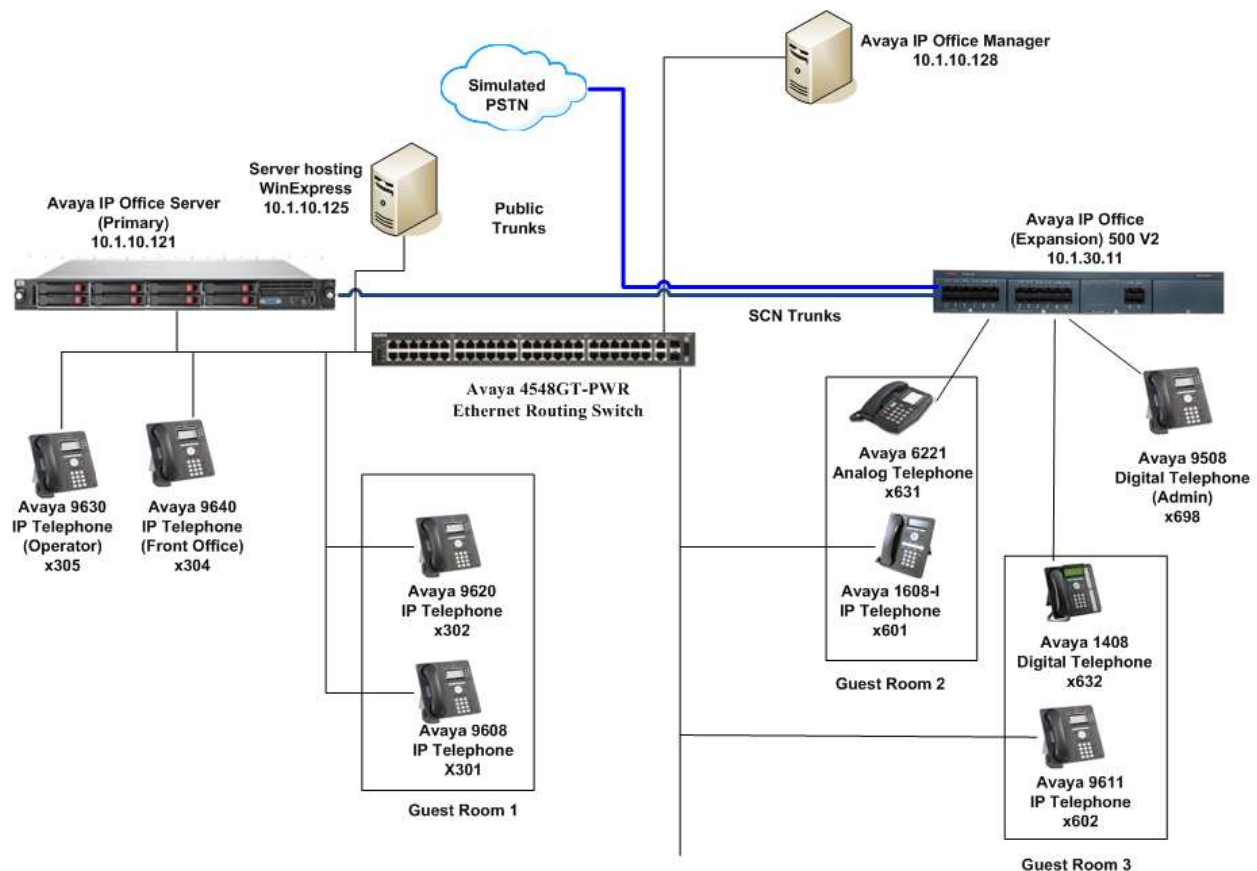 Avaya IP Office Manager
10.1.10.128
Simulated
PSTN
Server hosting
WinExpress
10.1.10.125
Avaya IP Office Server
(Primary)
10.1.10.121
Public
Trunks
Avaya IP Office
(Expansion) 500 V2
10.1.30.11
SCN Trunks
Avaya 4548GT-PWR
Ethernet Routing Switch
Avaya 9630
IP Telephone
(Operator)
x305
Avaya 9640
IP Telephone
(Front Office)
x304
Avaya 9620
IP Telephone
x302
Avaya 9608
IP Telephone
X301
Guest Room 1
Avaya 6221
Analog Telephone
x631
Avaya 1608-I
IP Telephone
x601
Guest Room 2
Avaya 9508
Digital Telephone
(Admin)
x698
Avaya 1408
Digital Telephone
x632
Avaya 9611
IP Telephone
x602
Guest Room 3